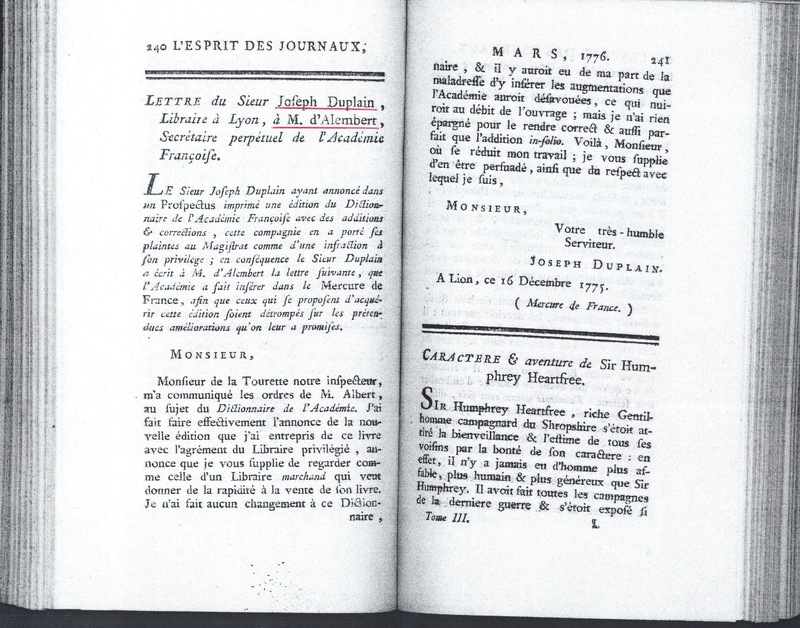 240 L'ESPRIT DES JOURNAUX,
LETTRE du Sieur Joſeph Duplain,
Libraire à Lyon, à M. d'Alembert,
Secrétaire perpétuel de l'Académie
Françoiſe.
LE Sieur Joſeph Duplain ayant annoncé dans
un Proſpectus imprimé une édition du Diction-
naire de l'Académie Françoiſe avec des additions
& corrections, cette compagnie en a porté ſes
plaintes au Magiſtrat comme d'une infraction à
ſon privilege; en conſéquence le Sieur Duplain
a écrit à M. d'Alembert la lettre ſuivante, que
l'Académie a fait inſérer dans le Mercure de
France, afin que ceux qui ſe propoſent d'acqué-
rir cette édition ſoient détrompés ſur les préten-
dues améliorations qu'on leur a promiſes.
MONSIEUR,
Monſieur de la Tourette notre inſpecteur,
m'a communiqué les ordres de M. Albert,
au ſujet du Dictionnaire de l'Académie. J'ai
fait faire effectivement l'annonce de la nou-
velle édition que j'ai entrepris de ce livre
avec l'agrément du Libraire privilégié, an-
nonce que je vous ſupplie de regarder com-
me celle d'un Libraire marchand qui veut
donner de la rapidité à la vente de ſon livre.
Je n'ai fait aucun changement à ce Diction-
naire,
MARS, 1776. 241
naire, & il y auroit eu de ma part de la
maladreſſe d'y inſérer les augmentations que
l'Académie auroit déſavouées, ce qui nui-
roit au débit de l'ouvrage; mais je n'ai rien
épargné pour le rendre correct & auſſi par-
fait que l'addition in-folio. Voilà, Monſieur,
où ſe réduit mon travail; je vous ſupplie
d'en être perſuadé, ainſi que du reſpect avec
lequel je ſuis,
MONSIEUR,
Votre très-humble
Serviteur.
JOSEPH DUPLAIN.
A Lion, ce 16 Décembre 1775.
( Mercure de France. )
CARACTERE & aventure de Sir Hum-
phrey Heartfree.
SIR Humphrey Heartfree, riche Gentil-
homme campagnard du Shropshire s'étoit at-
tiré la bienveillance & l'eſtime de tous ſes
voiſins par la bonté de ſon caractere : en
effet, il n'y a jamais eu d'homme plus af-
fable, plus humain & plus généreux que Sir
Humphrey. Il avoit fait toutes les campagnes
de la derniere guerre & s'étoit expoſé ſi
Tome III. L